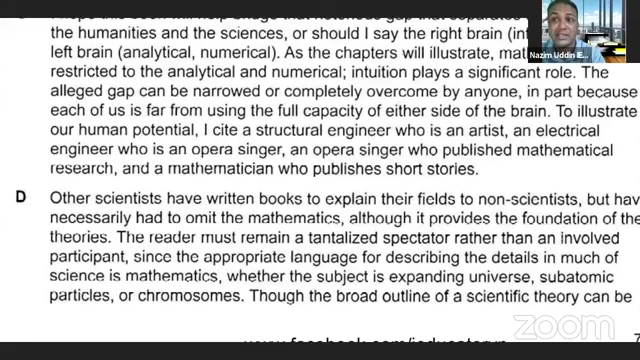 the humanities and the sciences, or should I say the right brain (int
left brain (analytical, numerical). As the chapters will illustrate, mat
restricted to the analytical and numerical; intuition plays a significant role. The
alleged gap can be narrowed or completely overcome by anyone, in part because
each of us is far from using the full capacity of either side of the brain. To illustrate
our human potential, I cite a structural engineer who is an artist, an electrical
engineer who is an opera singer, an opera singer who published mathematical
research, and a mathematician who publishes short stories.
D Other scientists have written books to explain their fields to non-scientists, but hav
necessarily had to omit the mathematics, although it provides the foundation of the
theories. The reader must remain a tantalized spectator rather than an involved
participant, since the appropriate language for describing the details in much of
science is mathematics, whether the subject is expanding universe, subatomic
particles, or chromosomes. Though the broad outline of a scientific theory can be
Nazim Uddin IE...
zoom